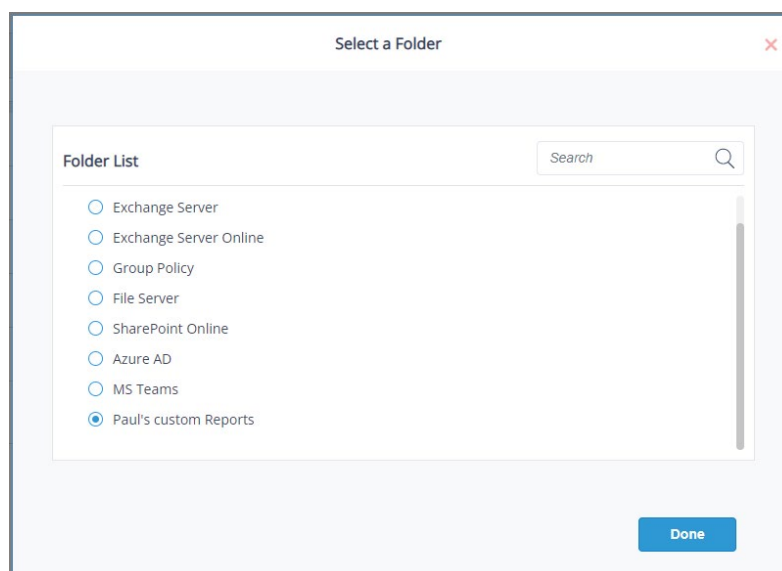 Select a Folder
Folder List
Search
Exchange Server
Exchange Server Online
Group Policy
File Server
SharePoint Online
Azure AD
MS Teams
Paul's custom Reports
Done